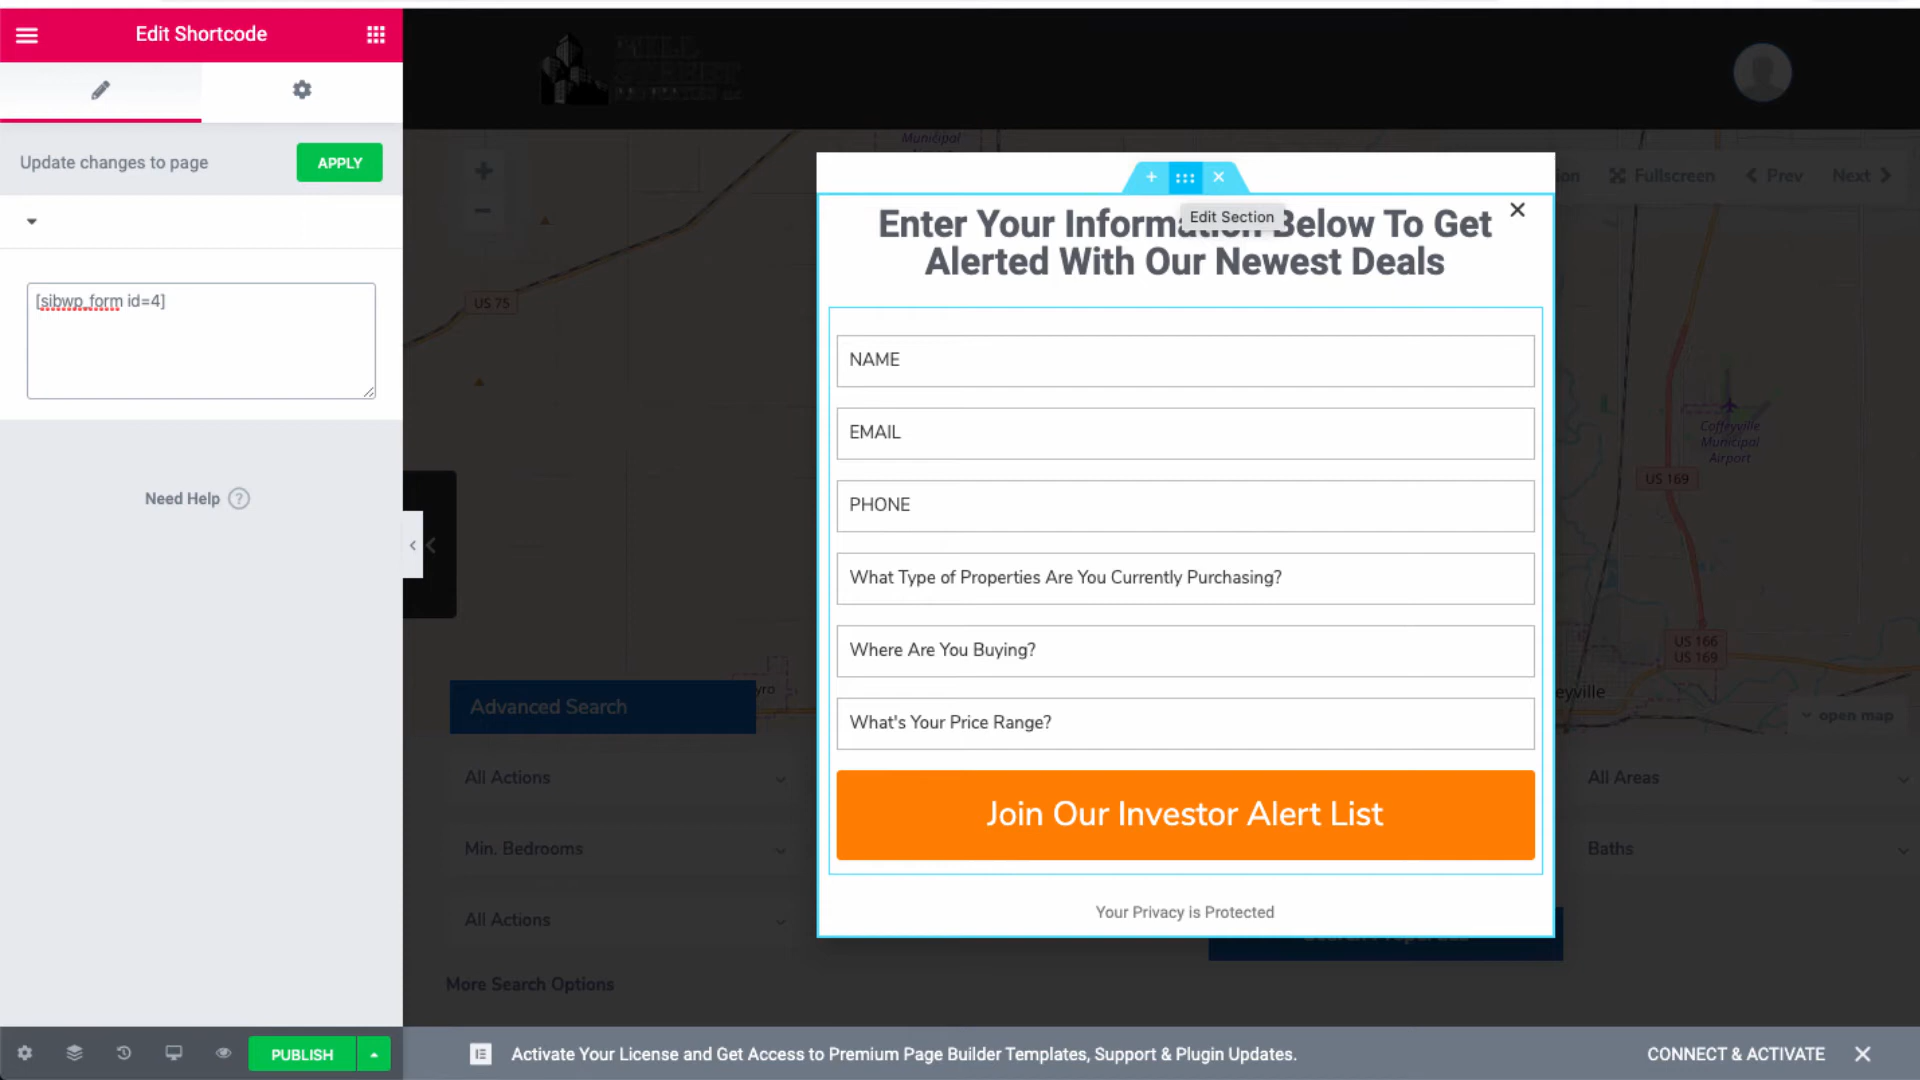 Edit Shortcode
Update changes to page
APPLY
[sibwp_form id=4]
Need Help ?
PUBLISH
Municipal
Fullscreen
Prev
Next
Edit Section
Enter Your Information Below To Get
Alerted With Our Newest Deals
NAME
EMAIL
PHONE
What Type of Properties Are You Currently Purchasing?
Where Are You Buying?
What's Your Price Range?
Join Our Investor Alert List
Your Privacy is Protected
US 75
Coffeyville
Municipal
Airport
US 169
US 166
US 169
eyville
open map
Advanced Search
All Actions
All Areas
Min. Bedrooms
Baths
All Actions
More Search Options
Activate Your License and Get Access to Premium Page Builder Templates, Support & Plugin Updates.
CONNECT & ACTIVATE